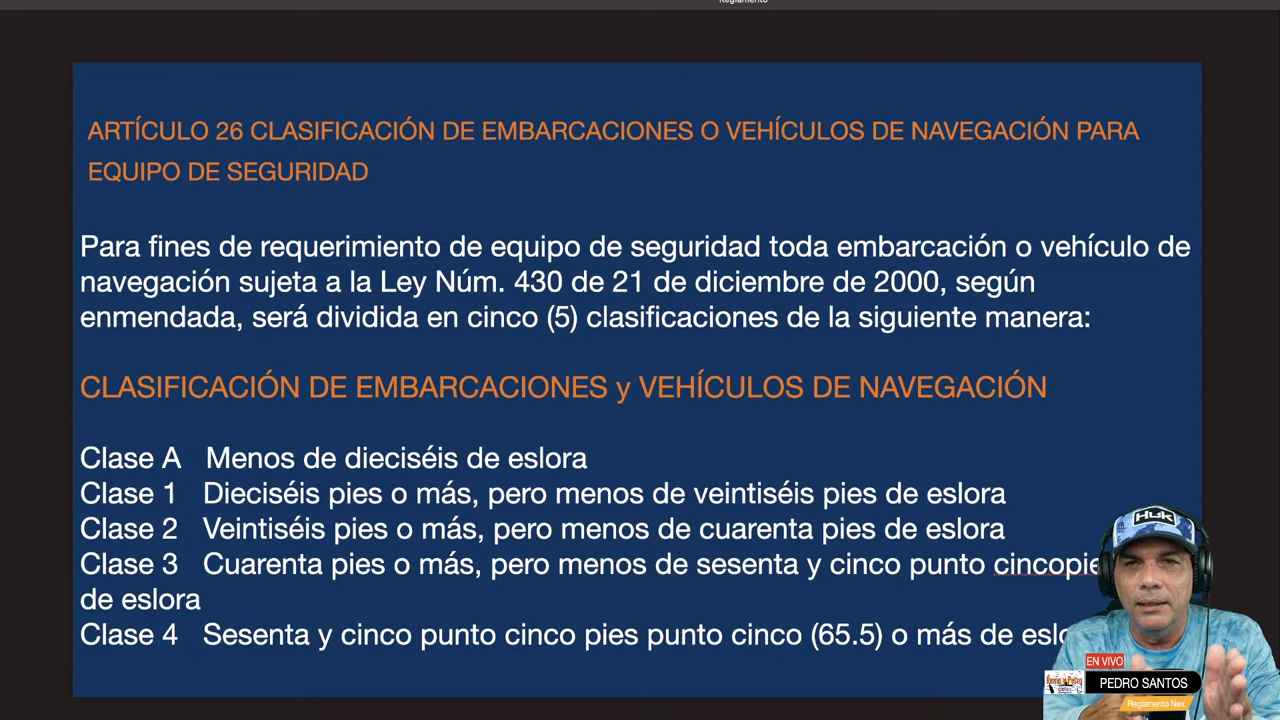 Reglamento
ARTÍCULO 26 CLASIFICACIÓN DE EMBARCACIONES O VEHÍCULOS DE NAVEGACIÓN PARA
EQUIPO DE SEGURIDAD
Para fines de requerimiento de equipo de seguridad toda embarcación o vehículo de
navegación sujeta a la Ley Núm. 430 de 21 de diciembre de 2000, según
enmendada, será dividida en cinco (5) clasificaciones de la siguiente manera:
CLASIFICACIÓN DE EMBARCACIONES y VEHÍCULOS DE NAVEGACIÓN
Clase A Menos de dieciséis de eslora
Clase 1 Dieciséis pies o más, pero menos de veintiséis pies de eslora
Clase 2 Veintiséis pies o más, pero menos de cuarenta pies de eslora
Clase 3 Cuarenta pies o más, pero menos de sesenta y cinco punto cincopie
de eslora
Clase 4 Sesenta y cinco punto cinco pies punto cinco (65.5) o más de eslo
HUK
EN VIVO
PEDRO SANTOS
Reglamento Nav.